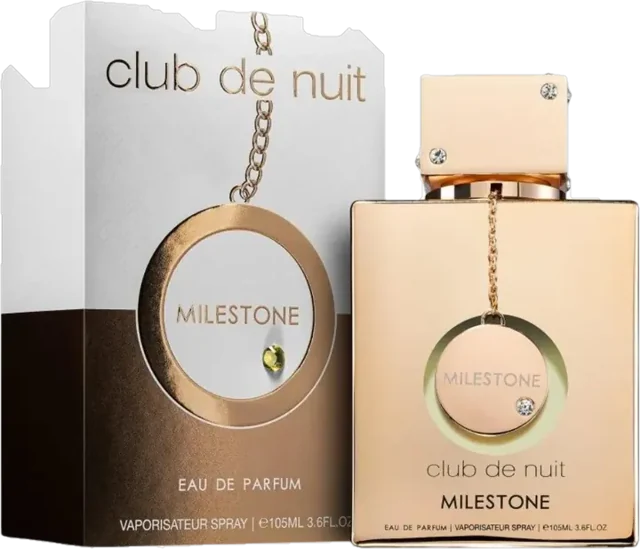 club de nuit
MILESTONE
EAU DE PARFUM
VAPORISATEUR SPRAY | ℮105ML 3.6FL.OZ
MILESTONE
club de nuit
MILESTONE
EAU DE PARFUM | VAPORISATEUR SPRAY | ℮105ML 3.6FL.OZ